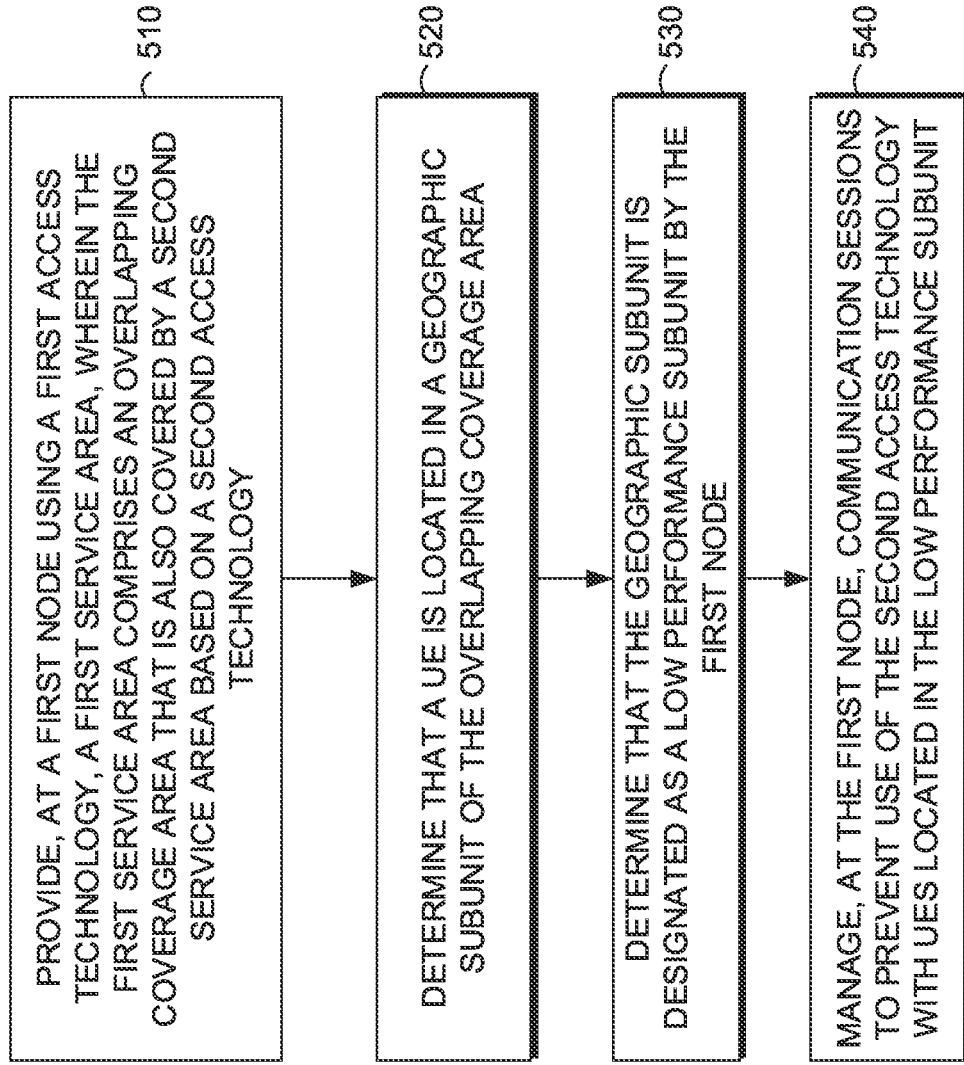 PROVIDE, AT A FIRST NODE USING A FIRST ACCESS
TECHNOLOGY, A FIRST SERVICE AREA, WHEREIN THE
FIRST SERVICE AREA COMPRISES AN OVERLAPPING
COVERAGE AREA THAT IS ALSO COVERED BY A SECOND
SERVICE AREA BASED ON A SECOND ACCESS
TECHNOLOGY
510
DETERMINE THAT A UE IS LOCATED IN A GEOGRAPHIC
SUBUNIT OF THE OVERLAPPING COVERAGE AREA
520
DETERMINE THAT THE GEOGRAPHIC SUBUNIT IS
DESIGNATED AS A LOW PERFORMANCE SUBUNIT BY THE
FIRST NODE
530
MANAGE, AT THE FIRST NODE, COMMUNICATION SESSIONS
TO PREVENT USE OF THE SECOND ACCESS TECHNOLOGY
WITH UES LOCATED IN THE LOW PERFORMANCE SUBUNIT
540